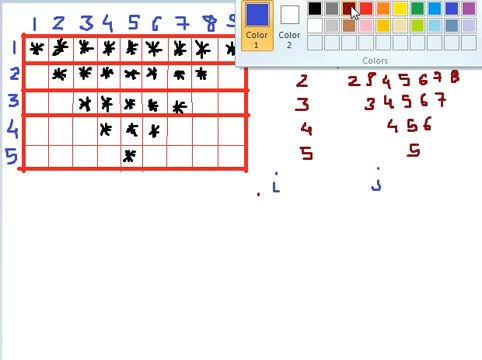 1 2 3 4 5 6 7 8 9
1 * * * * * * * * *
2 * * * * * * *
3 * * * * *
4 * * *
5 *
Color 1
Color 2
Colors
2 2 3 4 5 6 7 8
3 3 4 5 6 7
4 4 5 6
5 5
i j